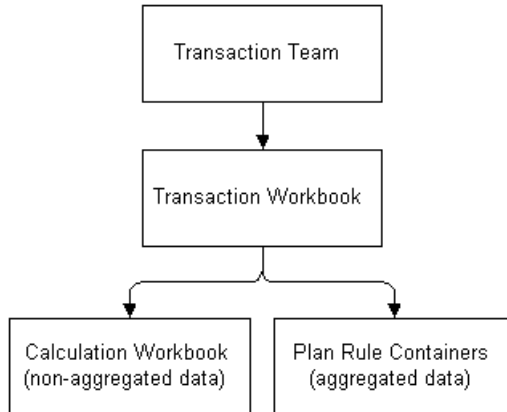 Transaction Team
Transaction Workbook
Calculation Workbook
(non-aggregated data)
Plan Rule Containers
(aggregated data)